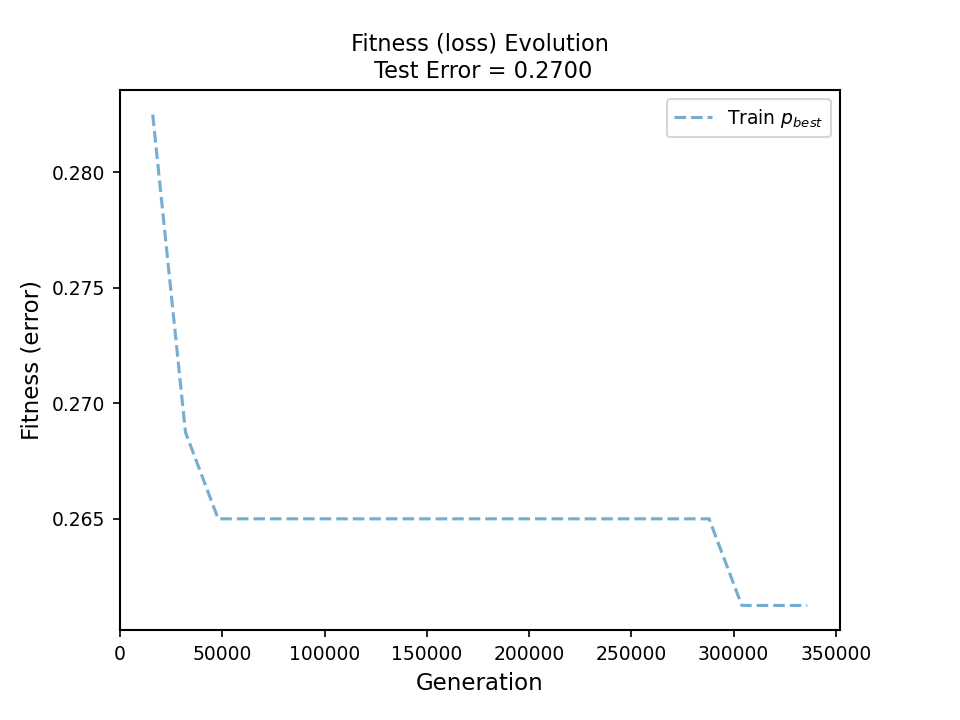 Fitness (loss) Evolution
Test Error = 0.2700
Train p_best
0.280
0.275
0.270
0.265
Fitness (error)
0 50000 100000 150000 200000 250000 300000 350000
Generation